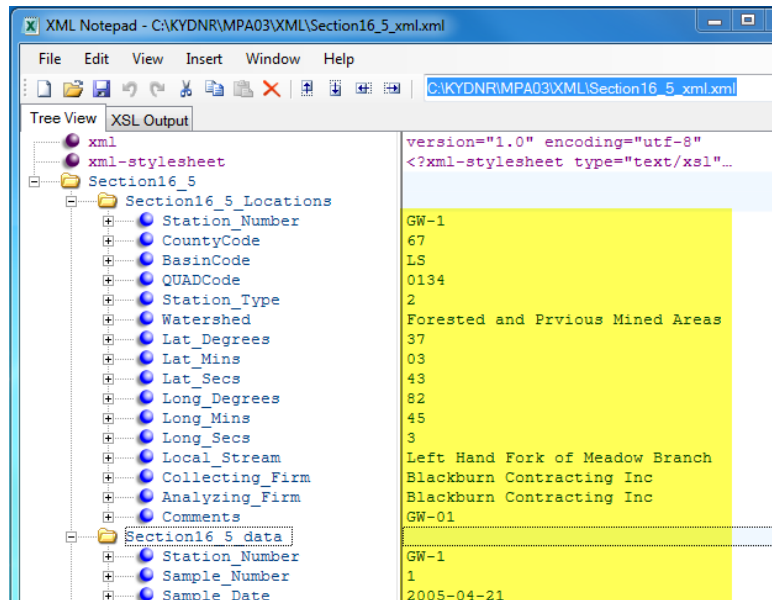 XML Notepad - C:\KYDNR\MPA03\XML\Section16_5_xml.xml
File Edit View Insert Window Help
C:\KYDNR\MPA03\XML\Section16_5_xml.xml
Tree View XSL Output
xml version="1.0" encoding="utf-8"
xml-stylesheet <?xml-stylesheet type="text/xsl"…
Section16_5
Section16_5_Locations
Station_Number GW-1
CountyCode 67
BasinCode LS
QUADCode 0134
Station_Type 2
Watershed Forested and Prvious Mined Areas
Lat_Degrees 37
Lat_Mins 03
Lat_Secs 43
Long_Degrees 82
Long_Mins 45
Long_Secs 3
Local_Stream Left Hand Fork of Meadow Branch
Collecting_Firm Blackburn Contracting Inc
Analyzing_Firm Blackburn Contracting Inc
Comments GW-01
Section16_5_data
Station_Number GW-1
Sample_Number 1
Sample_Date 2005-04-21